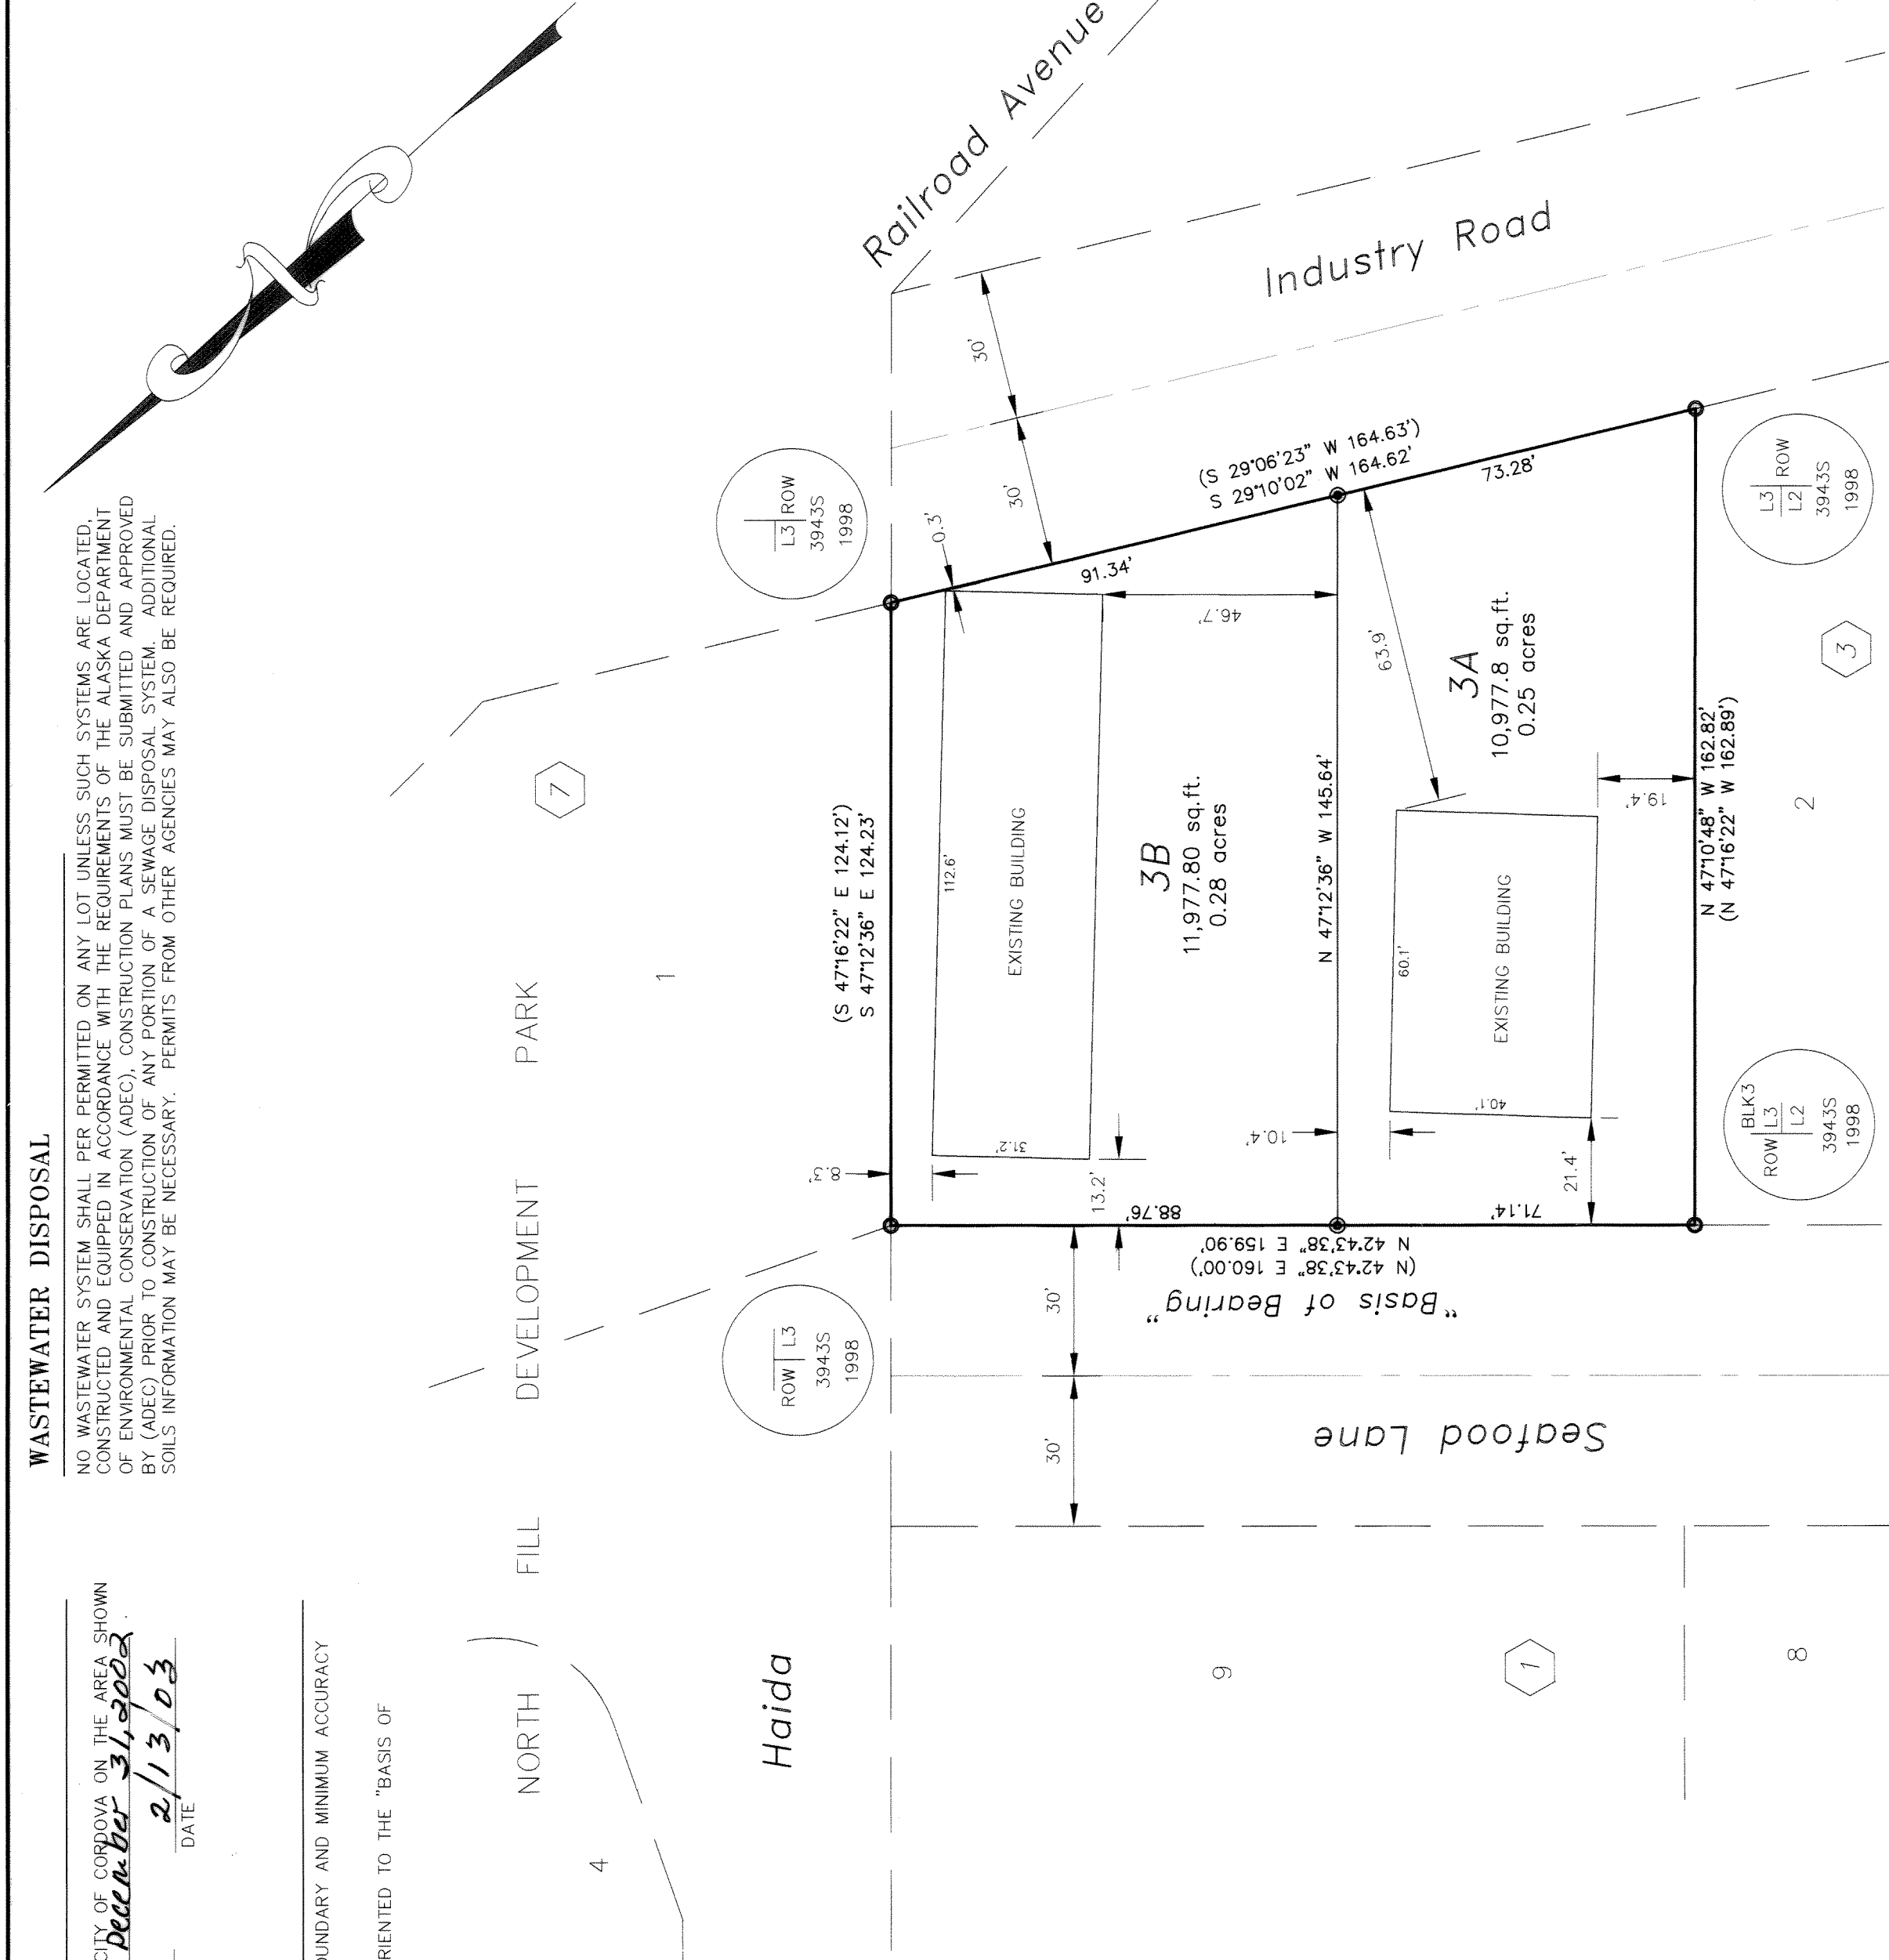 WASTEWATER DISPOSAL
NO WASTEWATER SYSTEM SHALL PER PERMITTED ON ANY LOT UNLESS SUCH SYSTEMS ARE LOCATED,
CONSTRUCTED AND EQUIPPED IN ACCORDANCE WITH THE REQUIREMENTS OF THE ALASKA DEPARTMENT
OF ENVIRONMENTAL CONSERVATION (ADEC), CONSTRUCTION PLANS MUST BE SUBMITTED AND APPROVED
BY (ADEC) PRIOR TO CONSTRUCTION OF ANY PORTION OF A SEWAGE DISPOSAL SYSTEM. ADDITIONAL
SOILS INFORMATION MAY BE NECESSARY. PERMITS FROM OTHER AGENCIES MAY ALSO BE REQUIRED.
CITY OF CORDOVA ON THE AREA SHOWN
December 31, 2002.
2/13/03
DATE
UNDARY AND MINIMUM ACCURACY
RIENTED TO THE "BASIS OF
NORTH FILL DEVELOPMENT PARK
7
1
4
Haida
Railroad Avenue
Industry Road
30'
30'
L3 ROW
3943S
1998
0.3'
(S 29°06'23" W 164.63')
S 29°10'02" W 164.62'
91.34'
73.28'
L3 ROW
L2
3943S
1998
(S 47°16'22" E 124.12')
S 47°12'36" E 124.23'
112.6'
EXISTING BUILDING
31.2'
8.3'
13.2'
46.7'
3B
11,977.80 sq.ft.
0.28 acres
N 47°12'36" W 145.64'
63.9'
3A
10,977.8 sq.ft.
0.25 acres
60.1'
EXISTING BUILDING
40.1'
10.4'
19.4'
21.4'
N 47°10'48" W 162.82'
(N 47°16'22" W 162.89')
2
3
88.76'
71.14'
N 42°43'38" E 159.90'
(N 42°43'38" E 160.00')
"Basis of Bearing"
ROW L3
3943S
1998
BLK3
ROW L3
L2
3943S
1998
30'
30'
Seafood Lane
9
1
8